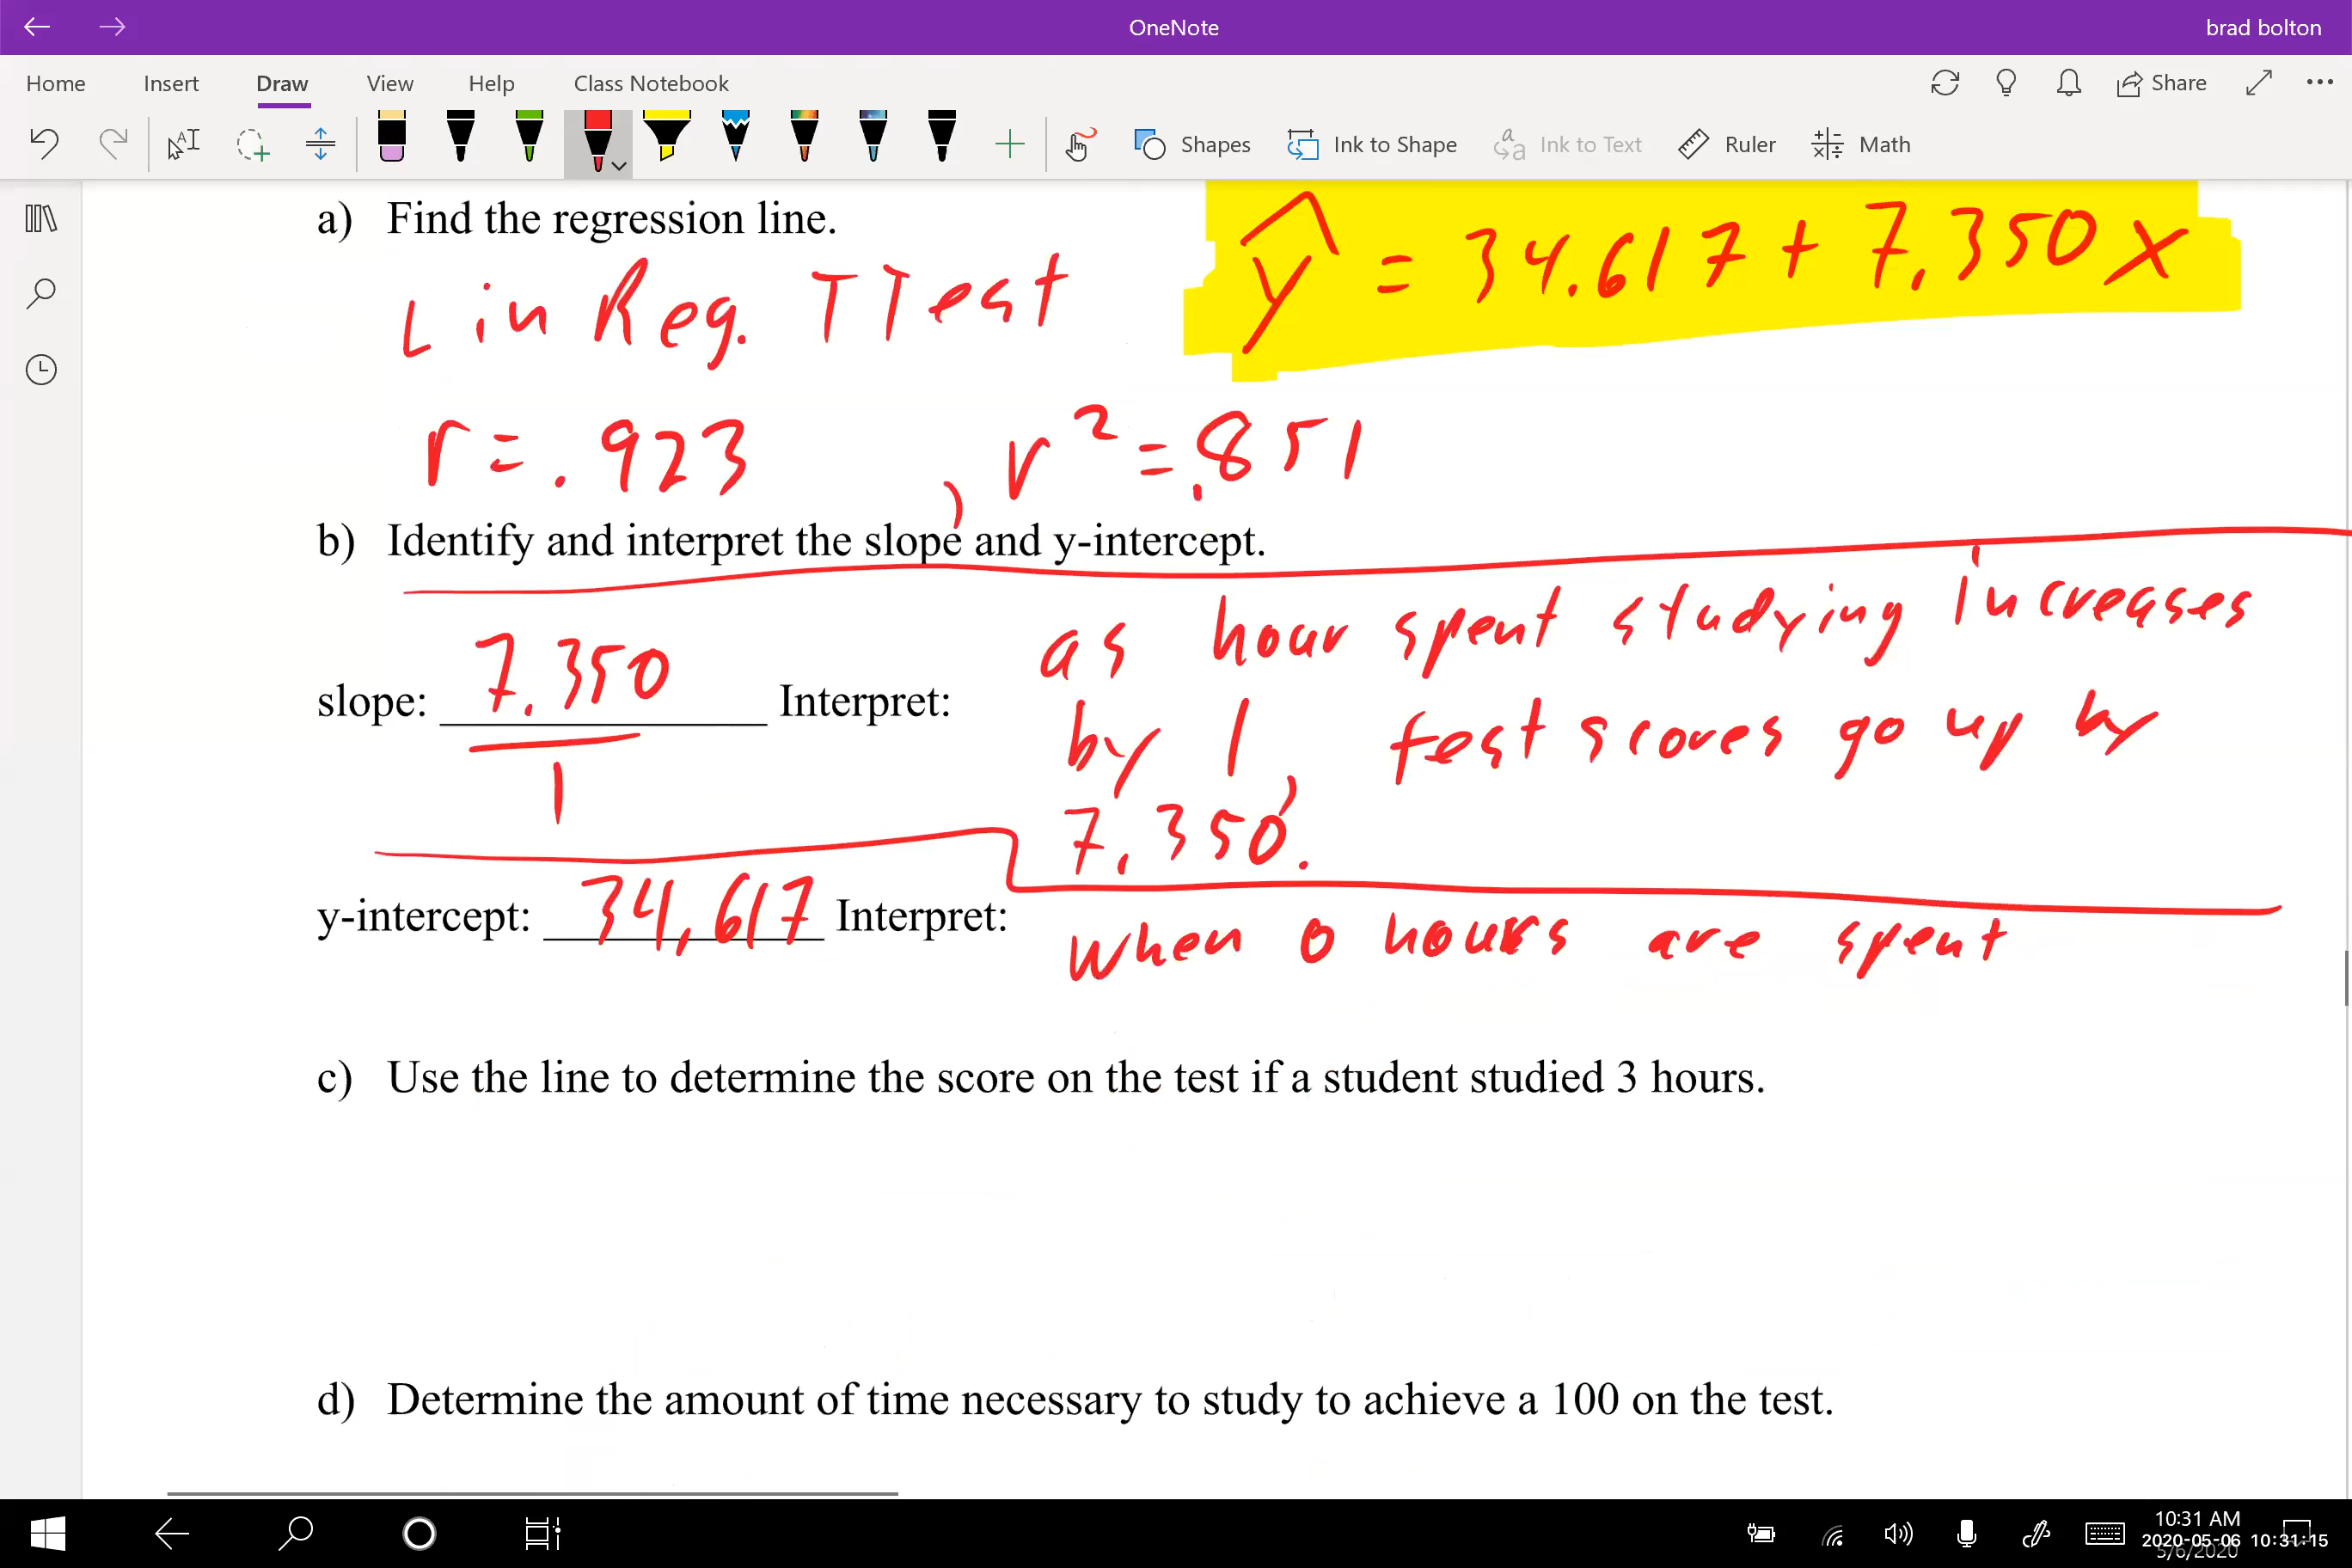 OneNote
brad bolton
Home Insert Draw View Help Class Notebook Share
Shapes Ink to Shape Ink to Text Ruler Math
a) Find the regression line.
ŷ = 34.617 + 7.350x
Lin Reg. T Test
r = .923 , r² = .851
b) Identify and interpret the slope and y-intercept.
as hour spent studying increases
slope: 7.350 Interpret:
1
by 1, test scores go up by
7.350.
y-intercept: 34.617 Interpret:
when 0 hours are spent
c) Use the line to determine the score on the test if a student studied 3 hours.
d) Determine the amount of time necessary to study to achieve a 100 on the test.
10:31 AM
2020-05-06 10:31:15
5/6/2020